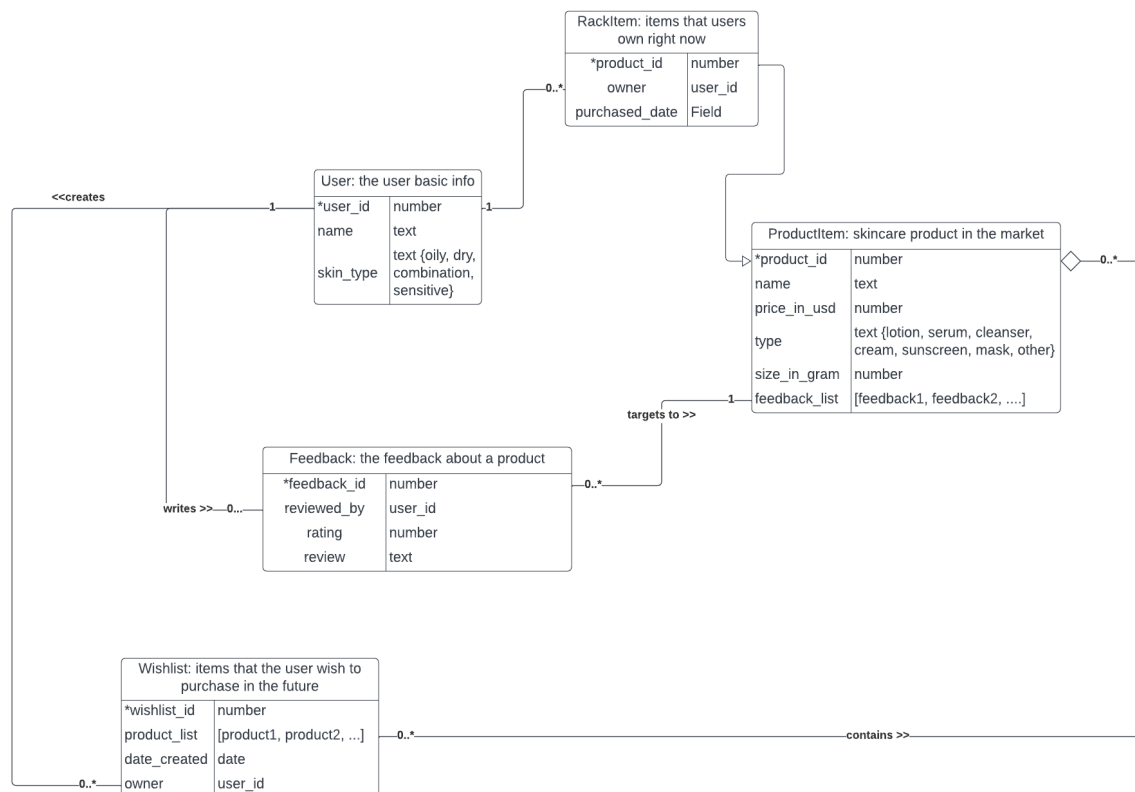 RackItem: items that users
own right now
*product_id number
owner user_id
purchased_date Field
0..*
<<creates
1
User: the user basic info
*user_id number
name text
skin_type text {oily, dry,
combination,
sensitive}
1
ProductItem: skincare product in the market
*product_id number
name text
price_in_usd number
type text {lotion, serum, cleanser,
cream, sunscreen, mask, other}
size_in_gram number
feedback_list [feedback1, feedback2, ....]
0..*
1
targets to >>
Feedback: the feedback about a product
*feedback_id number
reviewed_by user_id
rating number
review text
0..*
writes >> 0...
Wishlist: items that the user wish to
purchase in the future
*wishlist_id number
product_list [product1, product2, ...]
date_created date
owner user_id
0..*
contains >>
0..*